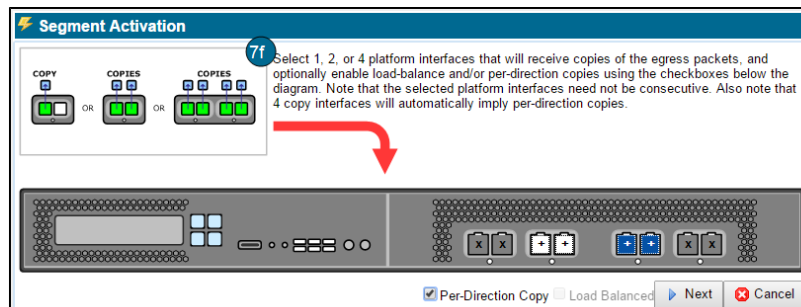 Segment Activation
7f
COPY COPIES COPIES
OR OR
Select 1, 2, or 4 platform interfaces that will receive copies of the egress packets, and
optionally enable load-balance and/or per-direction copies using the checkboxes below the
diagram. Note that the selected platform interfaces need not be consecutive. Also note that
4 copy interfaces will automatically imply per-direction copies.
x x + + + + x x
Per-Direction Copy Load Balanced Next Cancel